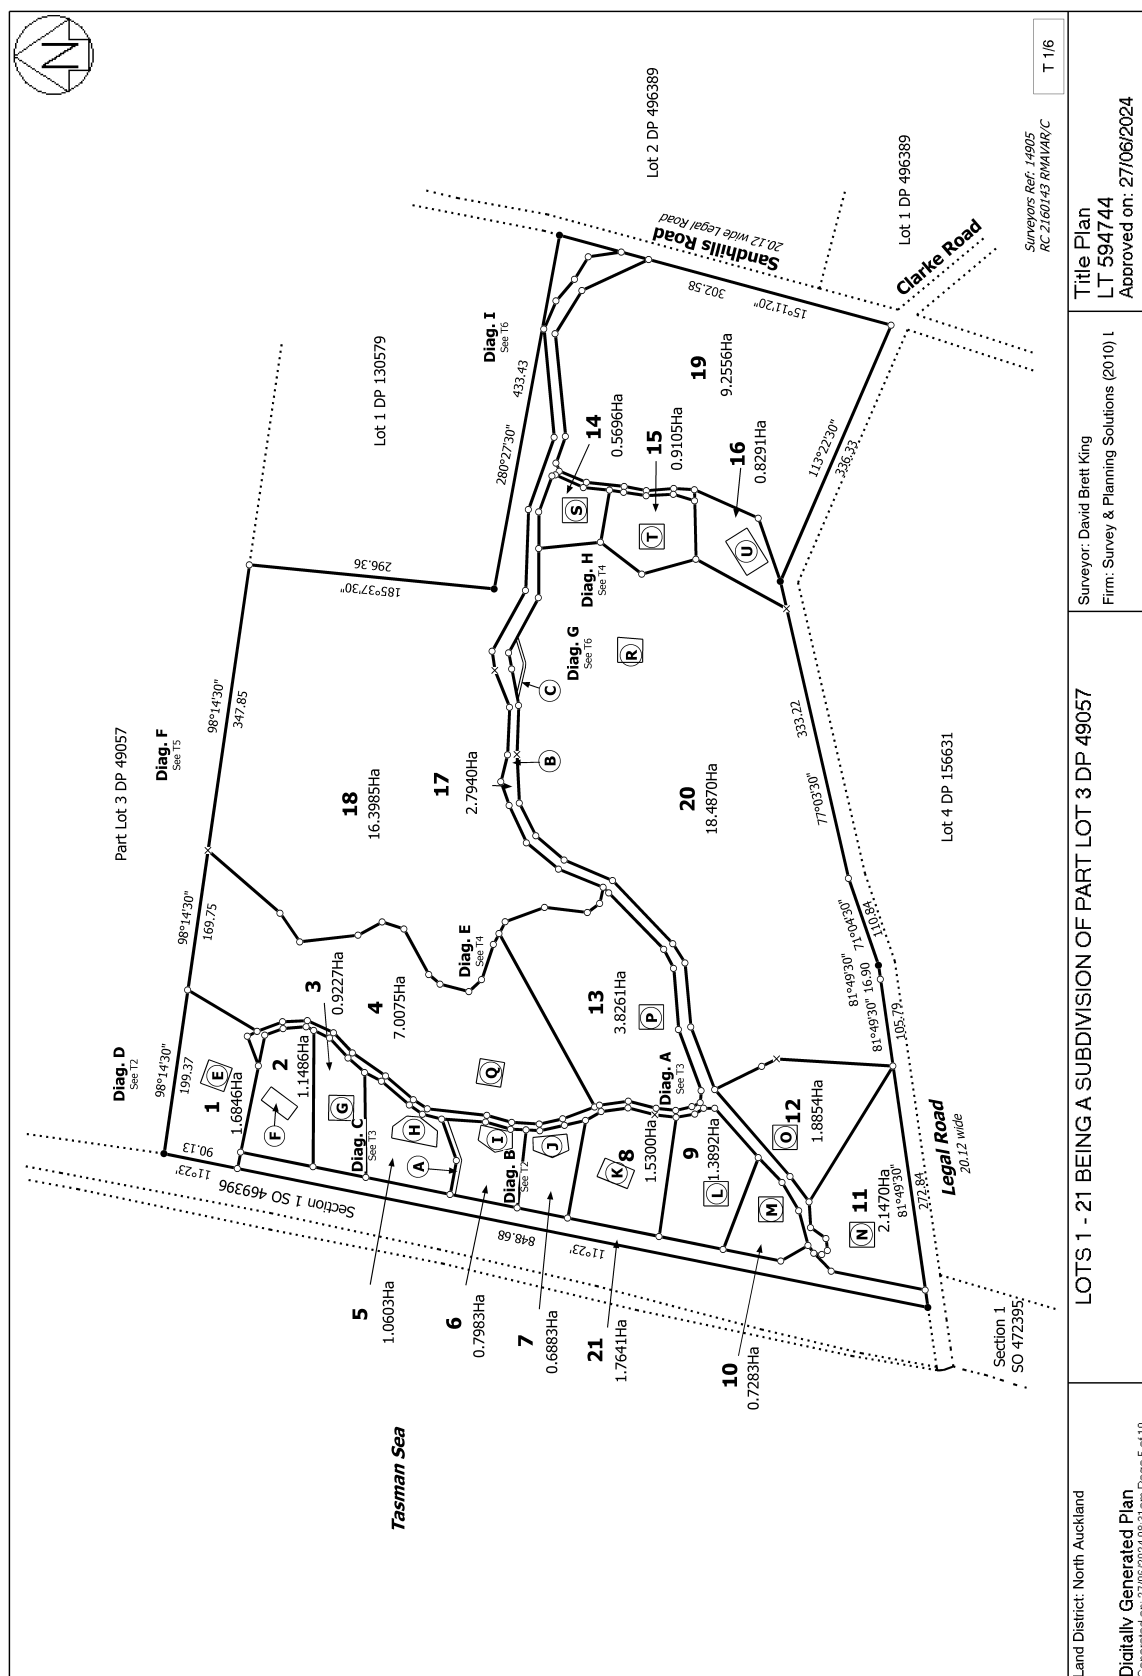 N
T 1/6
Surveyors Ref: 14905
RC 2160143 RMAVAR/C
Lot 2 DP 496389
Lot 1 DP 496389
Sandhills Road
20.12 wide Legal Road
Clarke Road
302.58
15°11'20"
Lot 1 DP 130579
Diag. I
See T6
433.43
280°27'30"
19
9.2556Ha
14
0.5696Ha
15
0.9105Ha
16
0.8291Ha
113°22'30"
336.33
S
T
U
296.36
185°37'30"
Diag. H
See T4
Diag. G
See T6
R
C
B
Part Lot 3 DP 49057
Diag. F
See T5
98°14'30"
347.85
18
16.3985Ha
17
2.7940Ha
20
18.4870Ha
333.22
77°03'30"
Lot 4 DP 156631
98°14'30"
169.75
Diag. E
See T4
71°04'30"
110.84
81°49'30" 16.90
81°49'30"
105.79
3
0.9227Ha
4
7.0075Ha
13
3.8261Ha
P
Q
Diag. D
See T2
98°14'30"
199.37
1
1.6846Ha
E
2
1.1486Ha
F
G
Diag. C
See T3
H
A
I
Diag. B
See T2
J
K
8
1.5300Ha
Diag. A
See T3
9
1.3892Ha
L
12
1.8854Ha
O
M
11
2.1470Ha
N
81°49'30"
272.84
Legal Road
20.12 wide
90.13
11°23'
Section 1 SO 469396
848.68
11°23'
5
1.0603Ha
6
0.7983Ha
7
0.6883Ha
21
1.7641Ha
10
0.7283Ha
Section 1
SO 472395
Tasman Sea
Land District: North Auckland
Digitally Generated Plan
LOTS 1 - 21 BEING A SUBDIVISION OF PART LOT 3 DP 49057
Surveyor: David Brett King
Firm: Survey & Planning Solutions (2010) L
Title Plan
LT 594744
Approved on: 27/06/2024